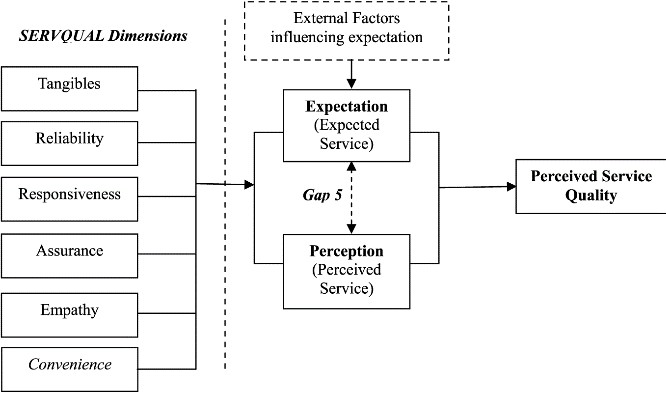 SERVQUAL Dimensions
Tangibles
Reliability
Responsiveness
Assurance
Empathy
Convenience
External Factors
influencing expectation
Expectation
(Expected
Service)
Gap 5
Perception
(Perceived
Service)
Perceived Service
Quality